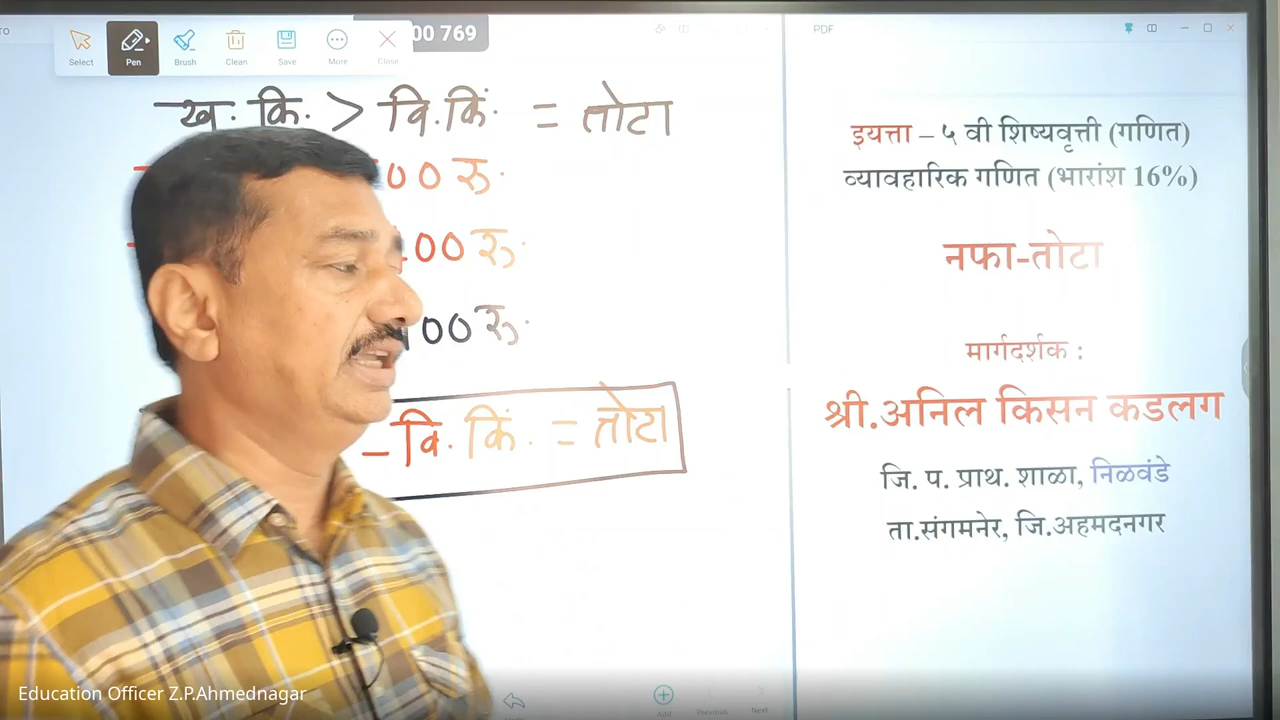 00 769
PDF
Select Pen Brush Clean Save More Close
ख. कि. > वि. किं. = तोटा
00 रु.
00 रु.
00 रु.
- वि. किं. = तोटा
इयत्ता – ५ वी शिष्यवृत्ती (गणित)
व्यावहारिक गणित (भारांश 16%)
नफा-तोटा
मार्गदर्शक :
श्री.अनिल किसन कडलग
जि. प. प्राथ. शाळा, निळवंडे
ता.संगमनेर, जि.अहमदनगर
Education Officer Z.P.Ahmednagar
Add Previous Next